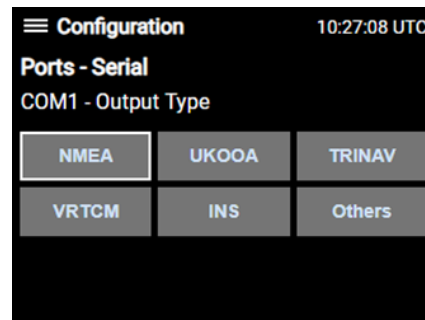 Configuration 10:27:08 UTC
Ports - Serial
COM1 - Output Type
NMEA UKOOA TRINAV
VRTCM INS Others